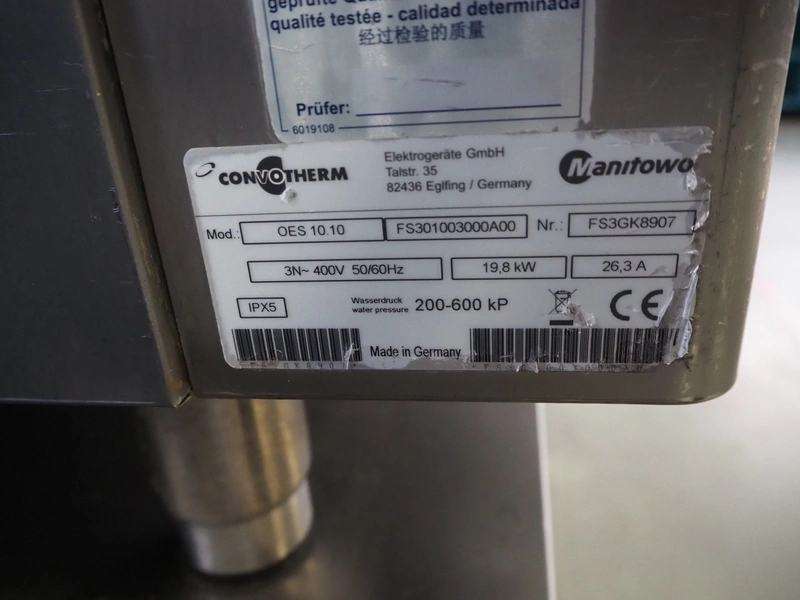 geprüfte Qua
qualité testée - calidad determinada
经过检验的质量
Prüfer:
6019108
CONVOTHERM
Elektrogeräte GmbH
Talstr. 35
82436 Eglfing / Germany
Manitowo
Mod.: OES 10.10 FS301003000A00 Nr.: FS3GK8907
3N~ 400V 50/60Hz 19,8 kW 26,3 A
IPX5
Wasserdruck
water pressure
200-600 kP
CE
Made in Germany